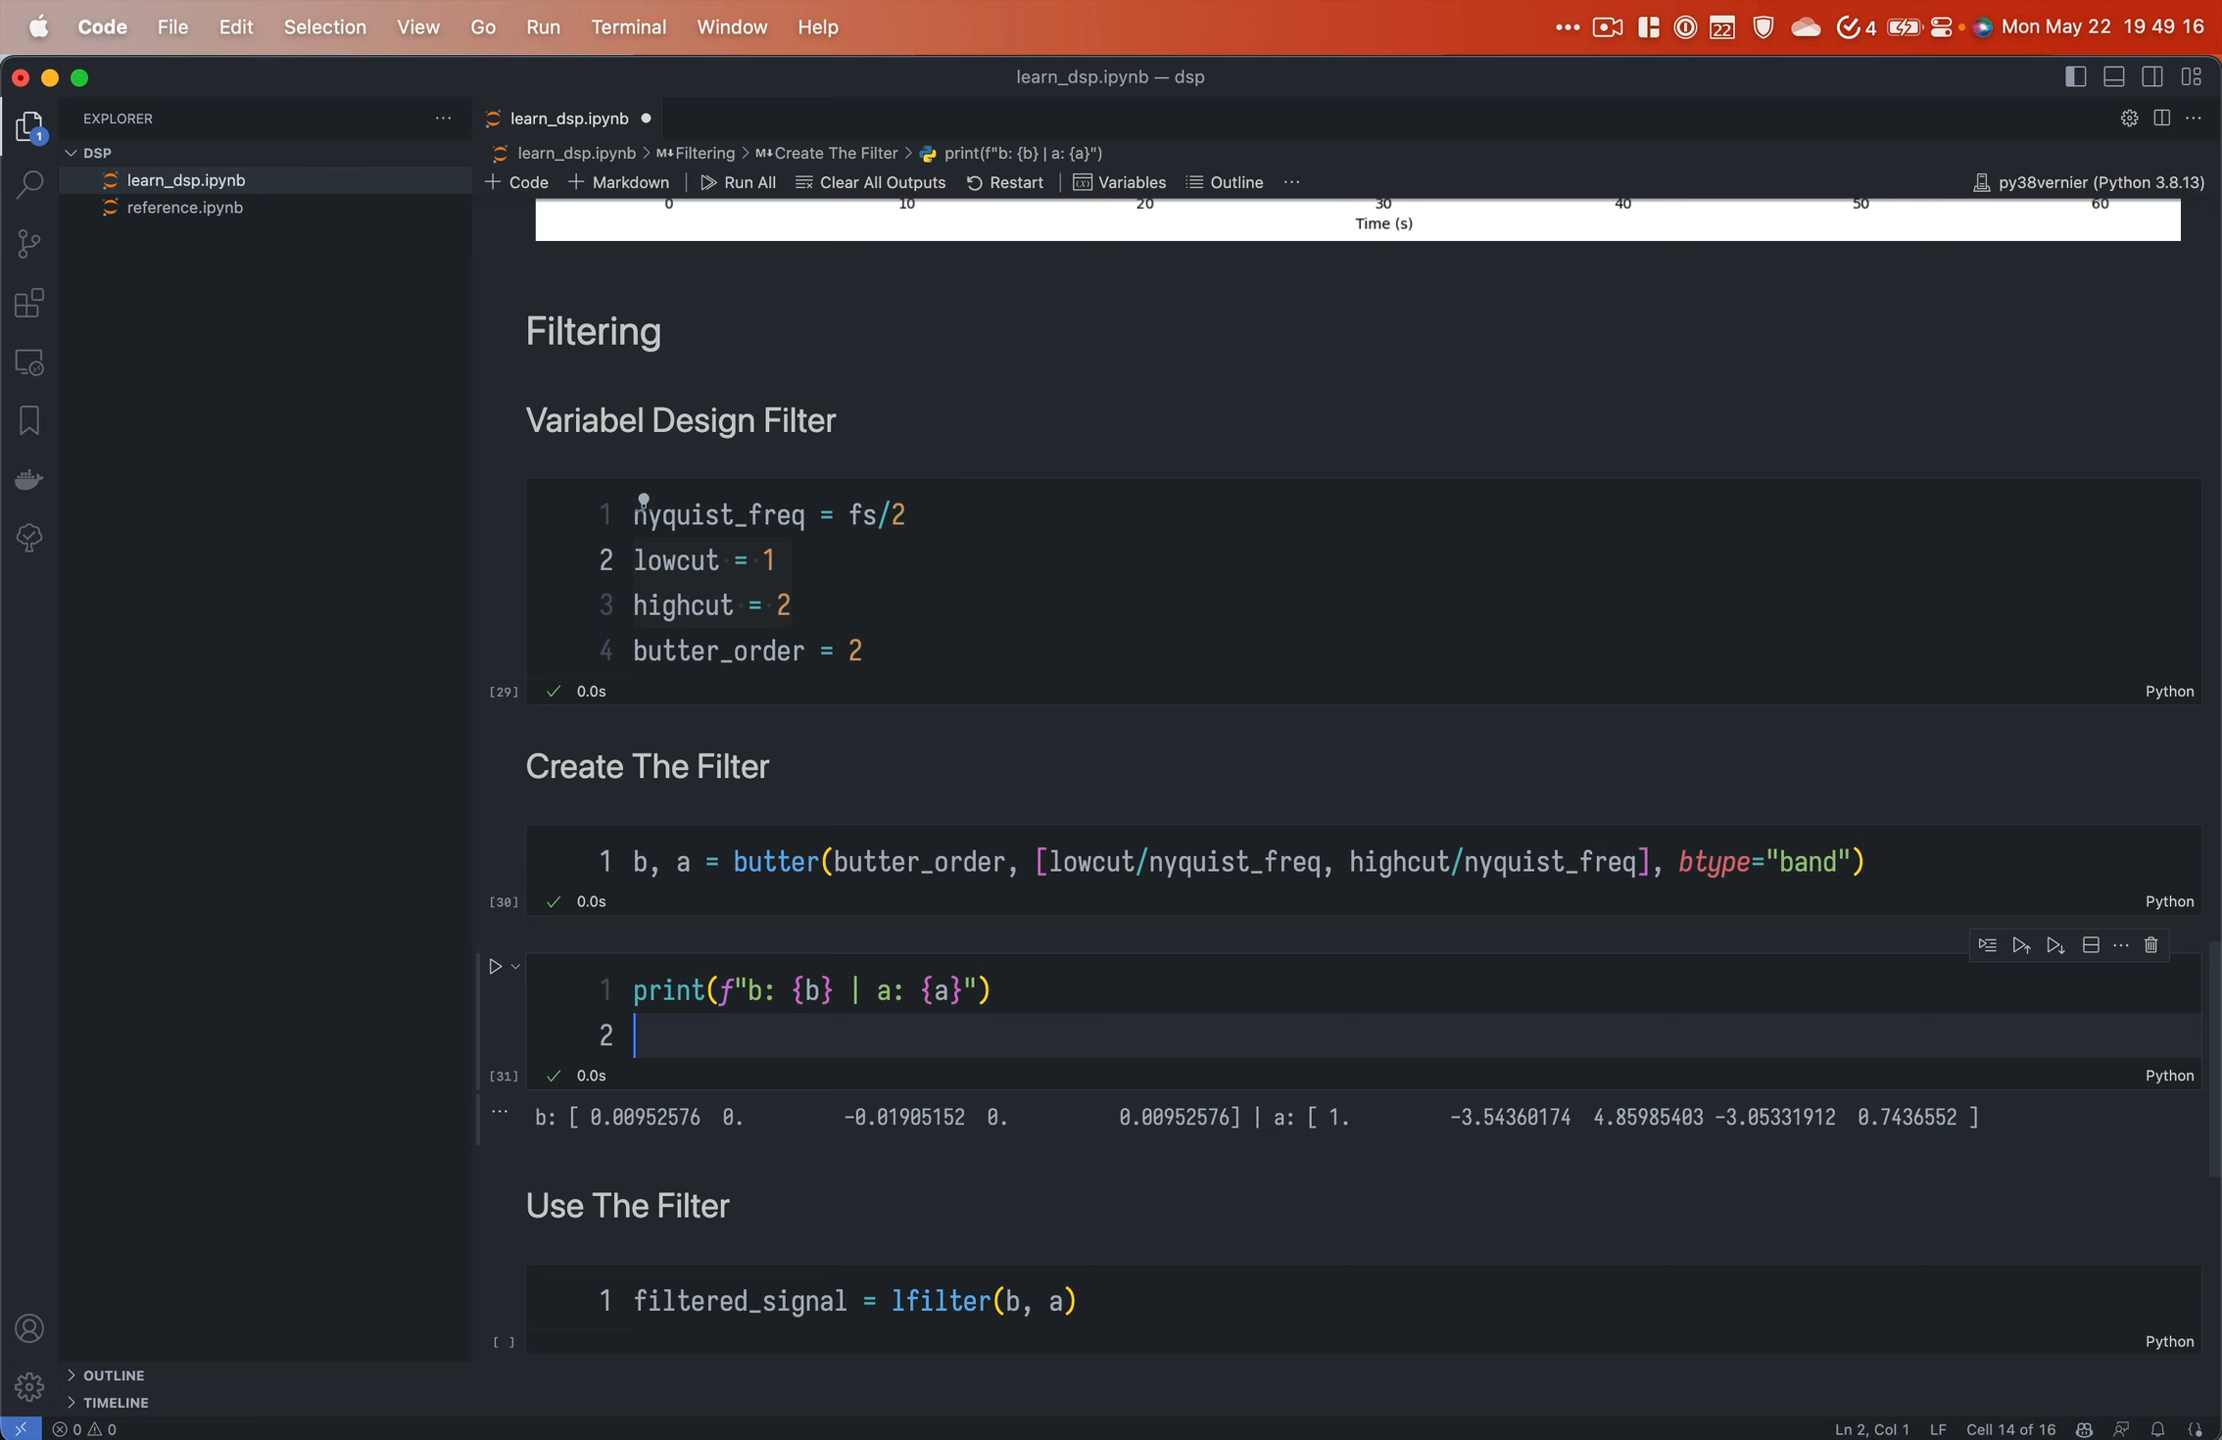 Code File Edit Selection View Go Run Terminal Window Help 22 4 Mon May 22 19 49 16
learn_dsp.ipynb — dsp
1
EXPLORER
DSP
learn_dsp.ipynb
reference.ipynb
OUTLINE
TIMELINE
learn_dsp.ipynb
learn_dsp.ipynb > M↓Filtering > M↓Create The Filter > print(f"b: {b} | a: {a}")
+ Code + Markdown | Run All Clear All Outputs Restart | Variables Outline ... py38vernier (Python 3.8.13)
0 10 20 30 40 50 60
Time (s)
Filtering
Variabel Design Filter
1 nyquist_freq = fs/2
2 lowcut = 1
3 highcut = 2
4 butter_order = 2
[29] 0.0s Python
Create The Filter
1 b, a = butter(butter_order, [lowcut/nyquist_freq, highcut/nyquist_freq], btype="band")
[30] 0.0s Python
1 print(f"b: {b} | a: {a}")
2
[31] 0.0s Python
... b: [ 0.00952576 0. -0.01905152 0. 0.00952576] | a: [ 1. -3.54360174 4.85985403 -3.05331912 0.7436552 ]
Use The Filter
1 filtered_signal = lfilter(b, a)
[ ] Python
0 0 Ln 2, Col 1 LF Cell 14 of 16